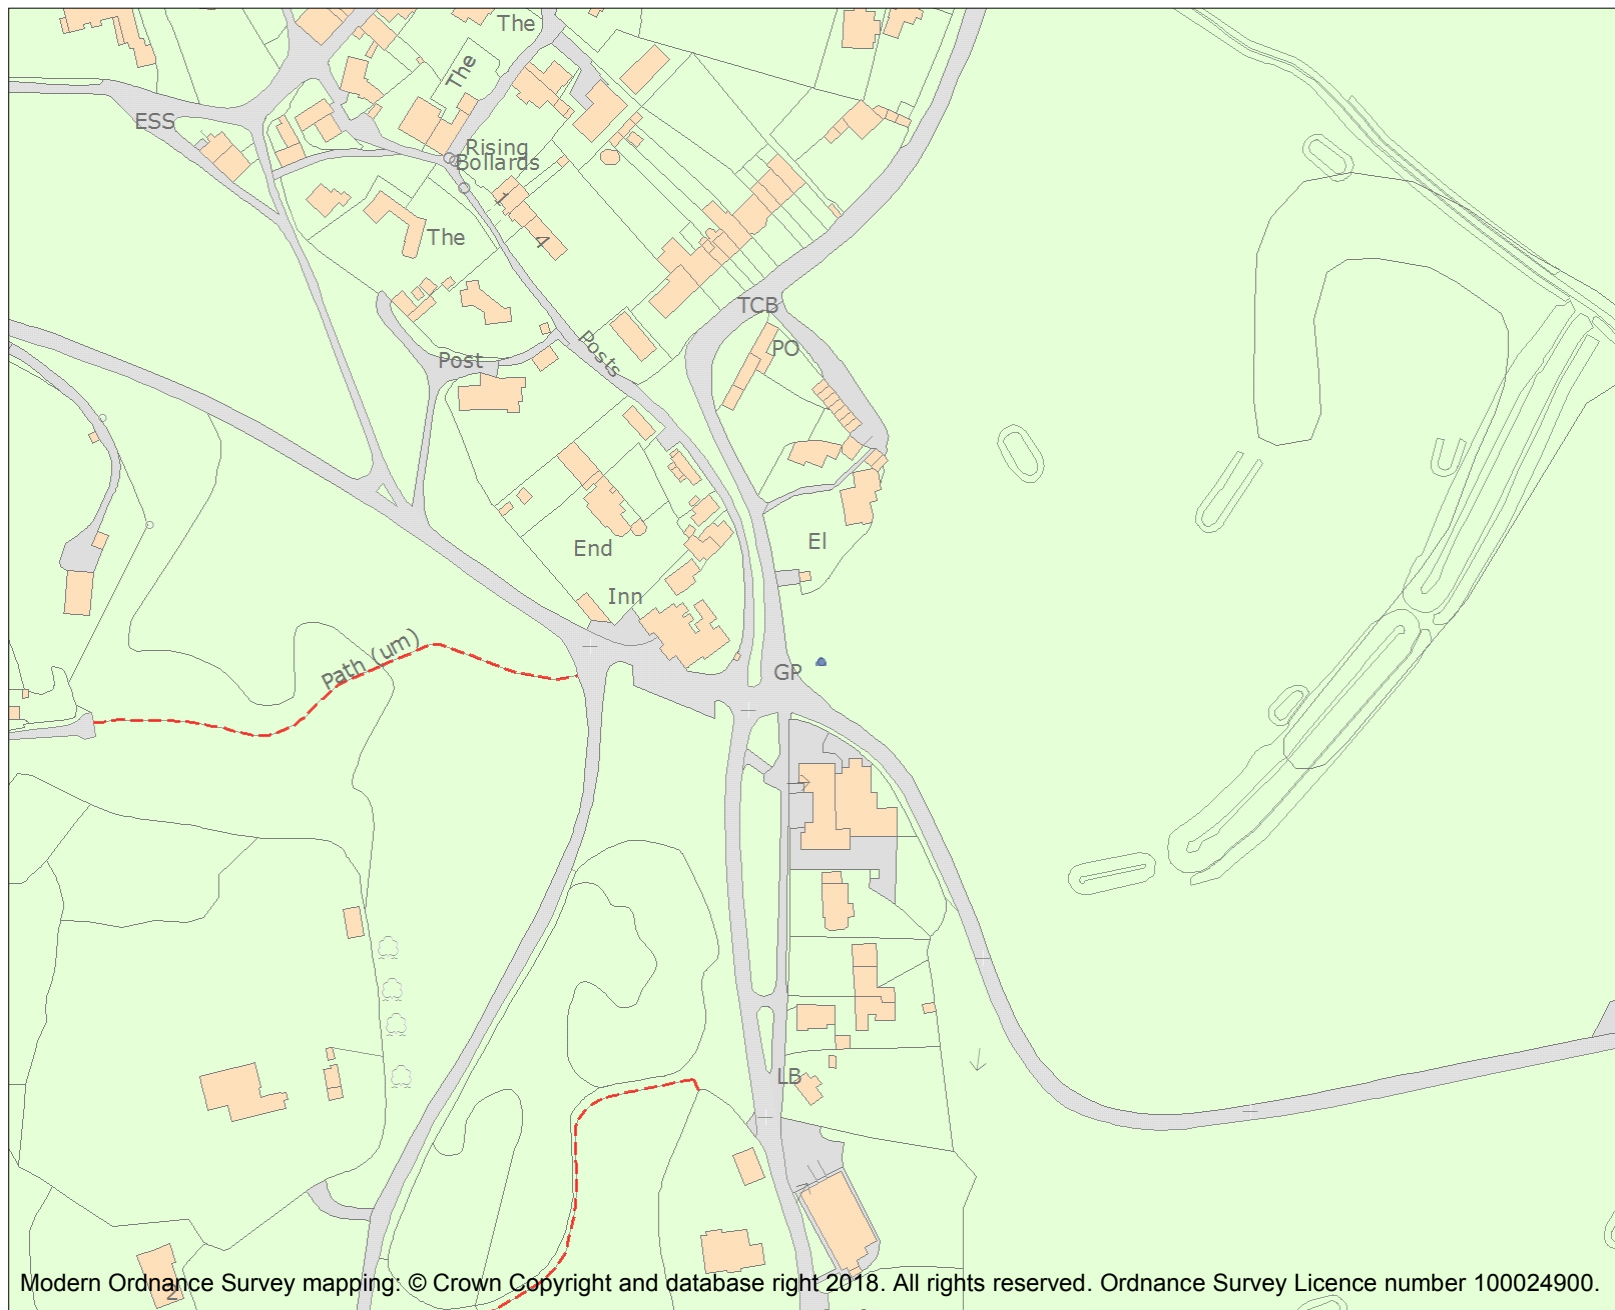 The
The
ESS
Rising
Bollards
1
4
The
TCB
Posts
PO
Post
El
End
Inn
Path (um)
GP
LB
2
Modern Ordnance Survey mapping: © Crown Copyright and database right 2018. All rights reserved. Ordnance Survey Licence number 100024900.